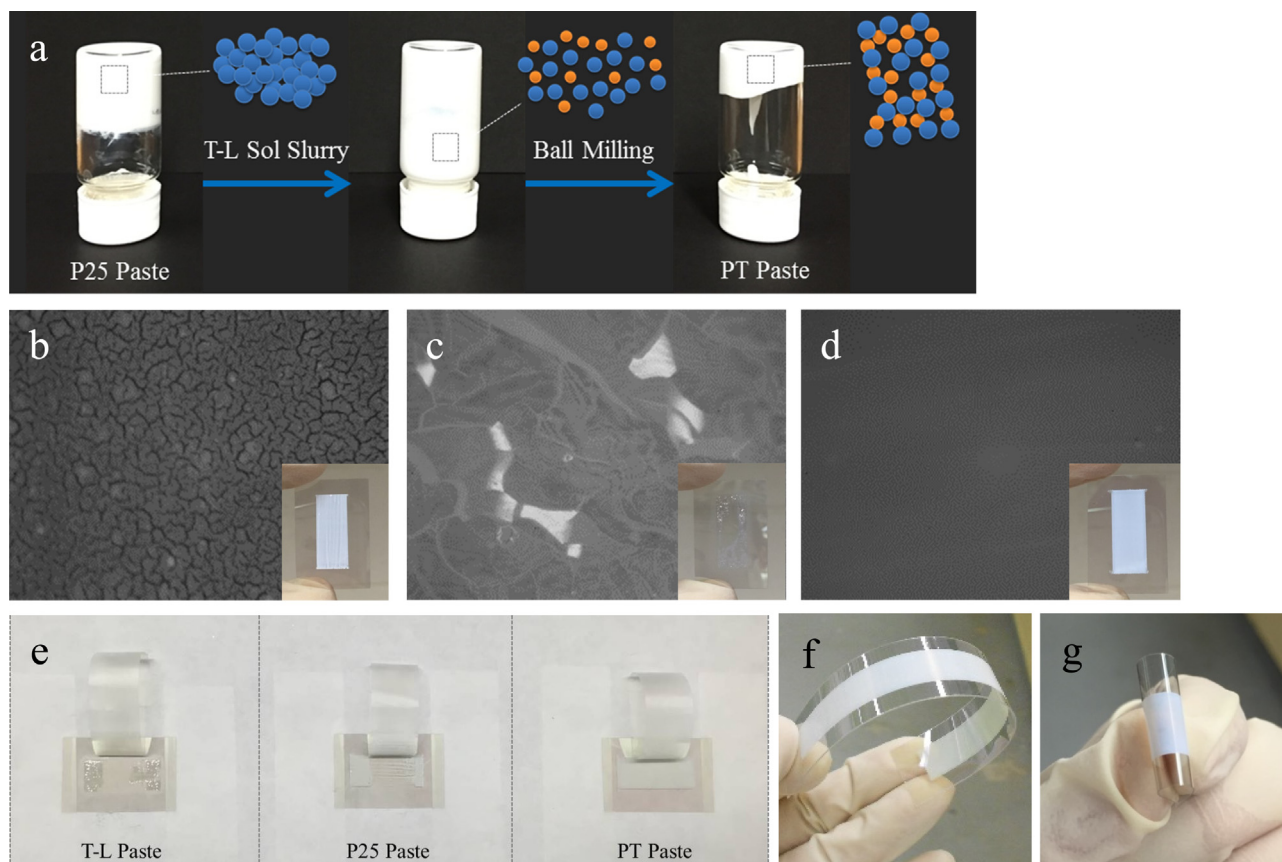 a
T-L Sol Slurry
Ball Milling
P25 Paste
PT Paste
b
c
d
e
f
g
T-L Paste
P25 Paste
PT Paste